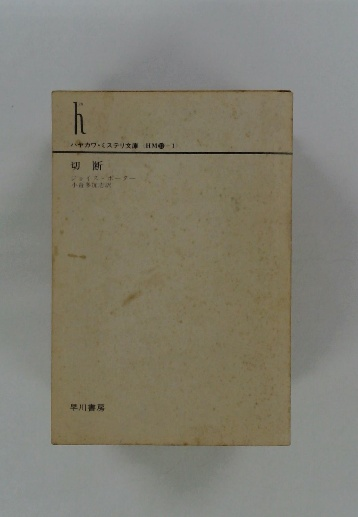 h
ハヤカワ・ミステリ文庫
切断
ジョイス・ポーター
早川書房